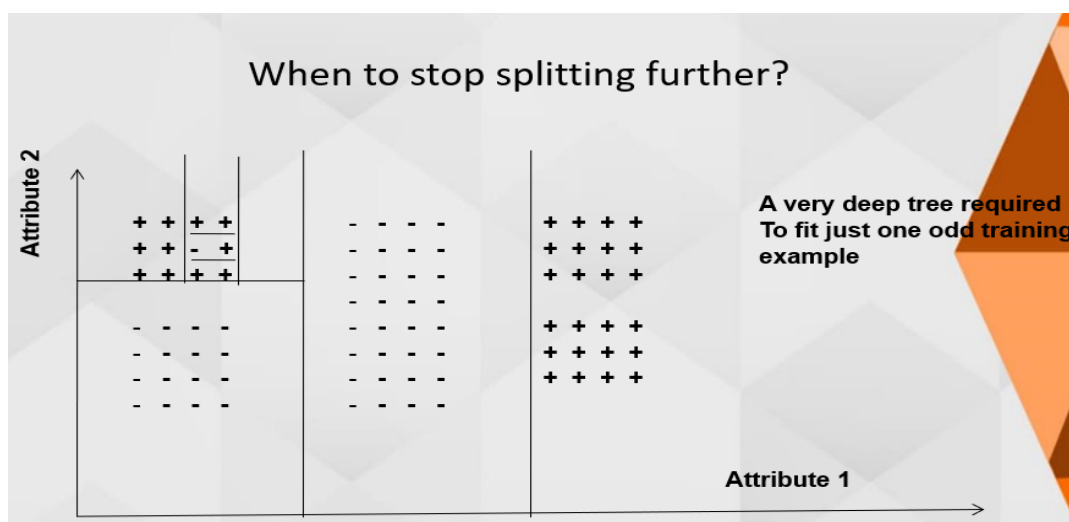 When to stop splitting further?
Attribute 2
A very deep tree required
To fit just one odd training
example
+ + + + - - - - + + + +
+ + - + - - - - + + + +
+ + + + - - - - + + + +
- - - -
- - - - - - - - + + + +
- - - - - - - - + + + +
- - - - - - - - + + + +
- - - - - - - -
Attribute 1